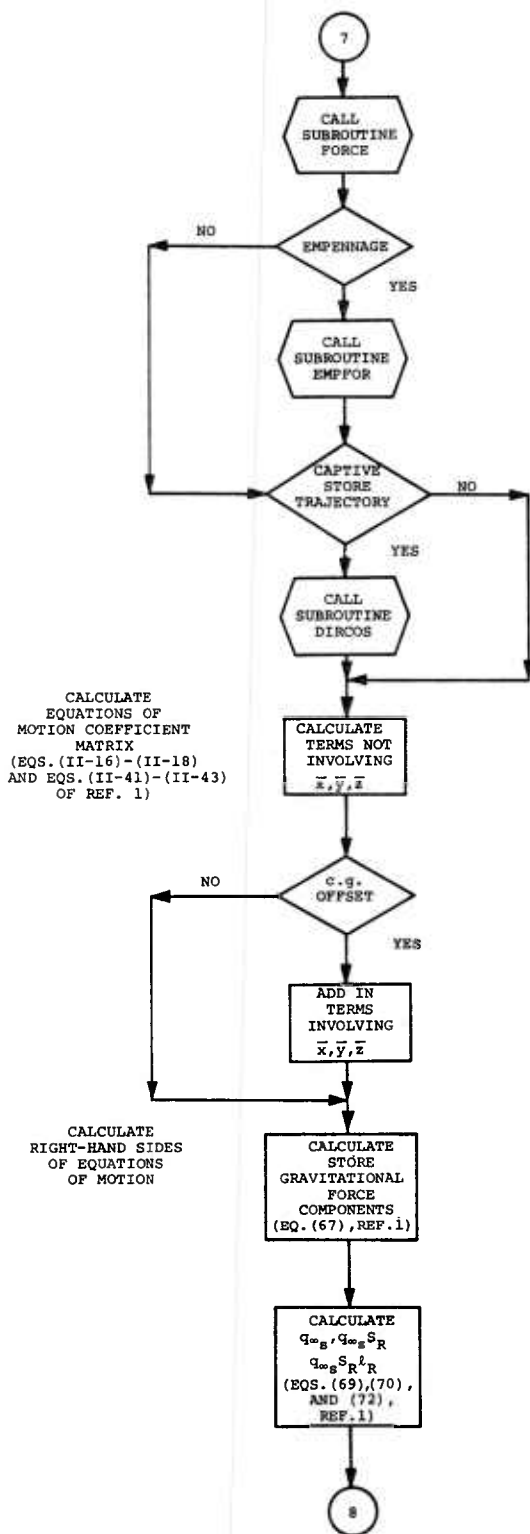 7
CALL
SUBROUTINE
FORCE
NO
EMPENNAGE
YES
CALL
SUBROUTINE
EMPFOR
CAPTIVE
STORE
TRAJECTORY
NO
YES
CALL
SUBROUTINE
DIRCOS
CALCULATE
EQUATIONS OF
MOTION COEFFICIENT
MATRIX
(EQS.(II-16)-(II-18)
AND EQS.(II-41)-(II-43)
OF REF. 1)
CALCULATE
TERMS NOT
INVOLVING
x̅,y̅,z̅
NO
c.g.
OFFSET
YES
ADD IN
TERMS
INVOLVING
x̅,y̅,z̅
CALCULATE
RIGHT-HAND SIDES
OF EQUATIONS
OF MOTION
CALCULATE
STORE
GRAVITATIONAL
FORCE
COMPONENTS
(EQ.(67),REF.1)
CALCULATE
q∞s,q∞sSR
q∞sSRℓR
(EQS.(69),(70),
AND (72),
REF.1)
8